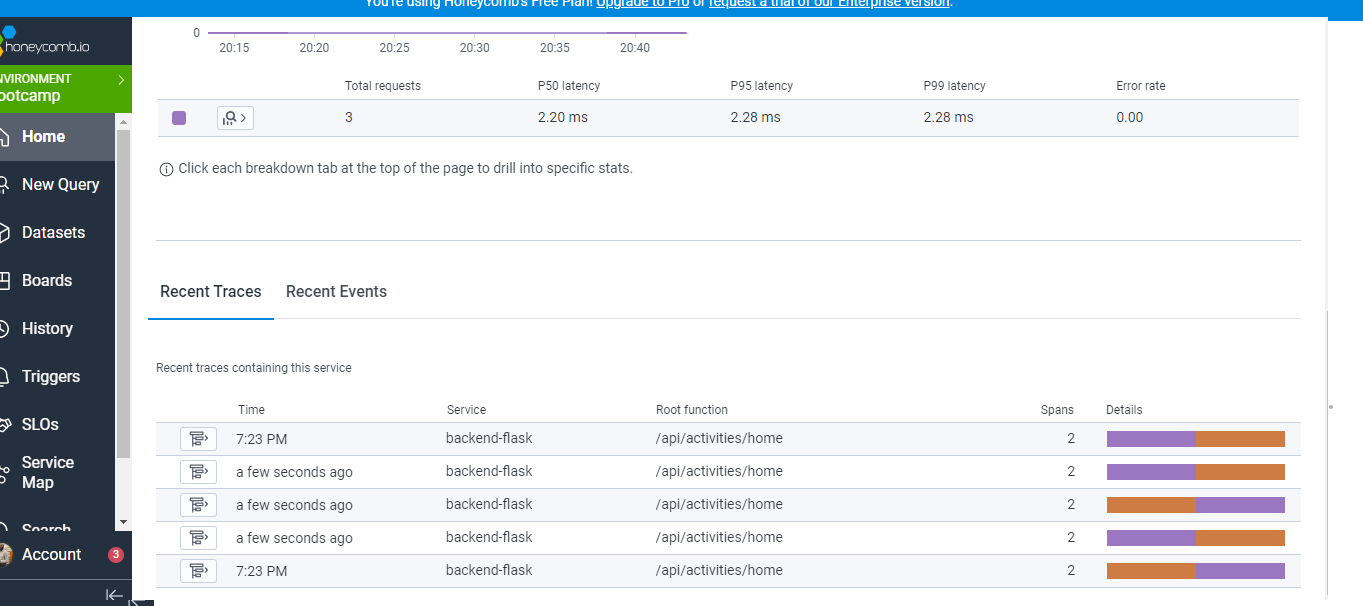 You're using Honeycomb's Free Plan! Upgrade to Pro or request a trial of our Enterprise version.
honeycomb.io
NVIRONMENT
ootcamp
Home
New Query
Datasets
Boards
History
Triggers
SLOs
Service
Map
Search
Account 3
0
20:15 20:20 20:25 20:30 20:35 20:40
Total requests P50 latency P95 latency P99 latency Error rate
3 2.20 ms 2.28 ms 2.28 ms 0.00
Click each breakdown tab at the top of the page to drill into specific stats.
Recent Traces Recent Events
Recent traces containing this service
Time Service Root function Spans Details
7:23 PM backend-flask /api/activities/home 2
a few seconds ago backend-flask /api/activities/home 2
a few seconds ago backend-flask /api/activities/home 2
a few seconds ago backend-flask /api/activities/home 2
7:23 PM backend-flask /api/activities/home 2